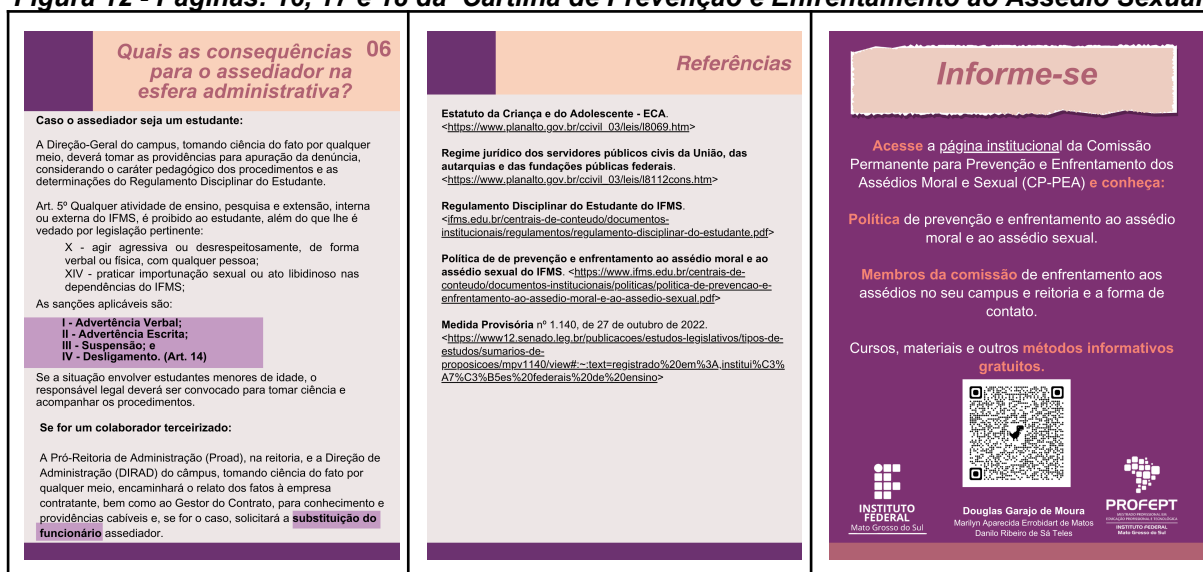 Figura 12 - Páginas: 16, 17 e 18 da "Cartilha de Prevenção e Enfrentamento ao Assédio Sexual
Quais as consequências
para o assediador na
esfera administrativa?
06
Caso o assediador seja um estudante:
A Direção-Geral do campus, tomando ciência do fato por qualquer
meio, deverá tomar as providências para apuração da denúncia,
considerando o caráter pedagógico dos procedimentos e as
determinações do Regulamento Disciplinar do Estudante.
Art. 5º Qualquer atividade de ensino, pesquisa e extensão, interna
ou externa do IFMS, é proibido ao estudante, além do que lhe é
vedado por legislação pertinente:
X - agir agressiva ou desrespeitosamente, de forma
verbal ou física, com qualquer pessoa;
XIV - praticar importunação sexual ou ato libidinoso nas
dependências do IFMS;
As sanções aplicáveis são:
I - Advertência Verbal;
II - Advertência Escrita;
III - Suspensão; e
IV - Desligamento. (Art. 14)
Se a situação envolver estudantes menores de idade, o
responsável legal deverá ser convocado para tomar ciência e
acompanhar os procedimentos.
Se for um colaborador terceirizado:
A Pró-Reitoria de Administração (Proad), na reitoria, e a Direção de
Administração (DIRAD) do câmpus, tomando ciência do fato por
qualquer meio, encaminhará o relato dos fatos à empresa
contratante, bem como ao Gestor do Contrato, para conhecimento e
providências cabíveis e, se for o caso, solicitará a substituição do
funcionário assediador.
Referências
Estatuto da Criança e do Adolescente - ECA.
<https://www.planalto.gov.br/ccivil_03/leis/l8069.htm>
Regime jurídico dos servidores públicos civis da União, das
autarquias e das fundações públicas federais.
<https://www.planalto.gov.br/ccivil_03/leis/l8112cons.htm>
Regulamento Disciplinar do Estudante do IFMS.
<ifms.edu.br/centrais-de-conteudo/documentos-
institucionais/regulamentos/regulamento-disciplinar-do-estudante.pdf>
Política de de prevenção e enfrentamento ao assédio moral e ao
assédio sexual do IFMS. <https://www.ifms.edu.br/centrais-de-
conteudo/documentos-institucionais/politicas/politica-de-prevencao-e-
enfrentamento-ao-assedio-moral-e-ao-assedio-sexual.pdf>
Medida Provisória nº 1.140, de 27 de outubro de 2022.
<https://www12.senado.leg.br/publicacoes/estudos-legislativos/tipos-de-
estudos/sumarios-de-
proposicoes/mpv1140/view#:~:text=registrado%20em%3A,institui%C3%
A7%C3%B5es%20federais%20de%20ensino>
Informe-se
Acesse a página institucional da Comissão
Permanente para Prevenção e Enfrentamento dos
Assédios Moral e Sexual (CP-PEA) e conheça:
Política de prevenção e enfrentamento ao assédio
moral e ao assédio sexual.
Membros da comissão de enfrentamento aos
assédios no seu campus e reitoria e a forma de
contato.
Cursos, materiais e outros métodos informativos
gratuitos.
INSTITUTO
FEDERAL
Mato Grosso do Sul
Douglas Garajo de Moura
Marilyn Aparecida Errobidart de Matos
Danilo Ribeiro de Sá Teles
PROFEPT
MESTRADO PROFISSIONAL EM
EDUCAÇÃO PROFISSIONAL E TECNOLÓGICA
INSTITUTO FEDERAL
Mato Grosso do Sul